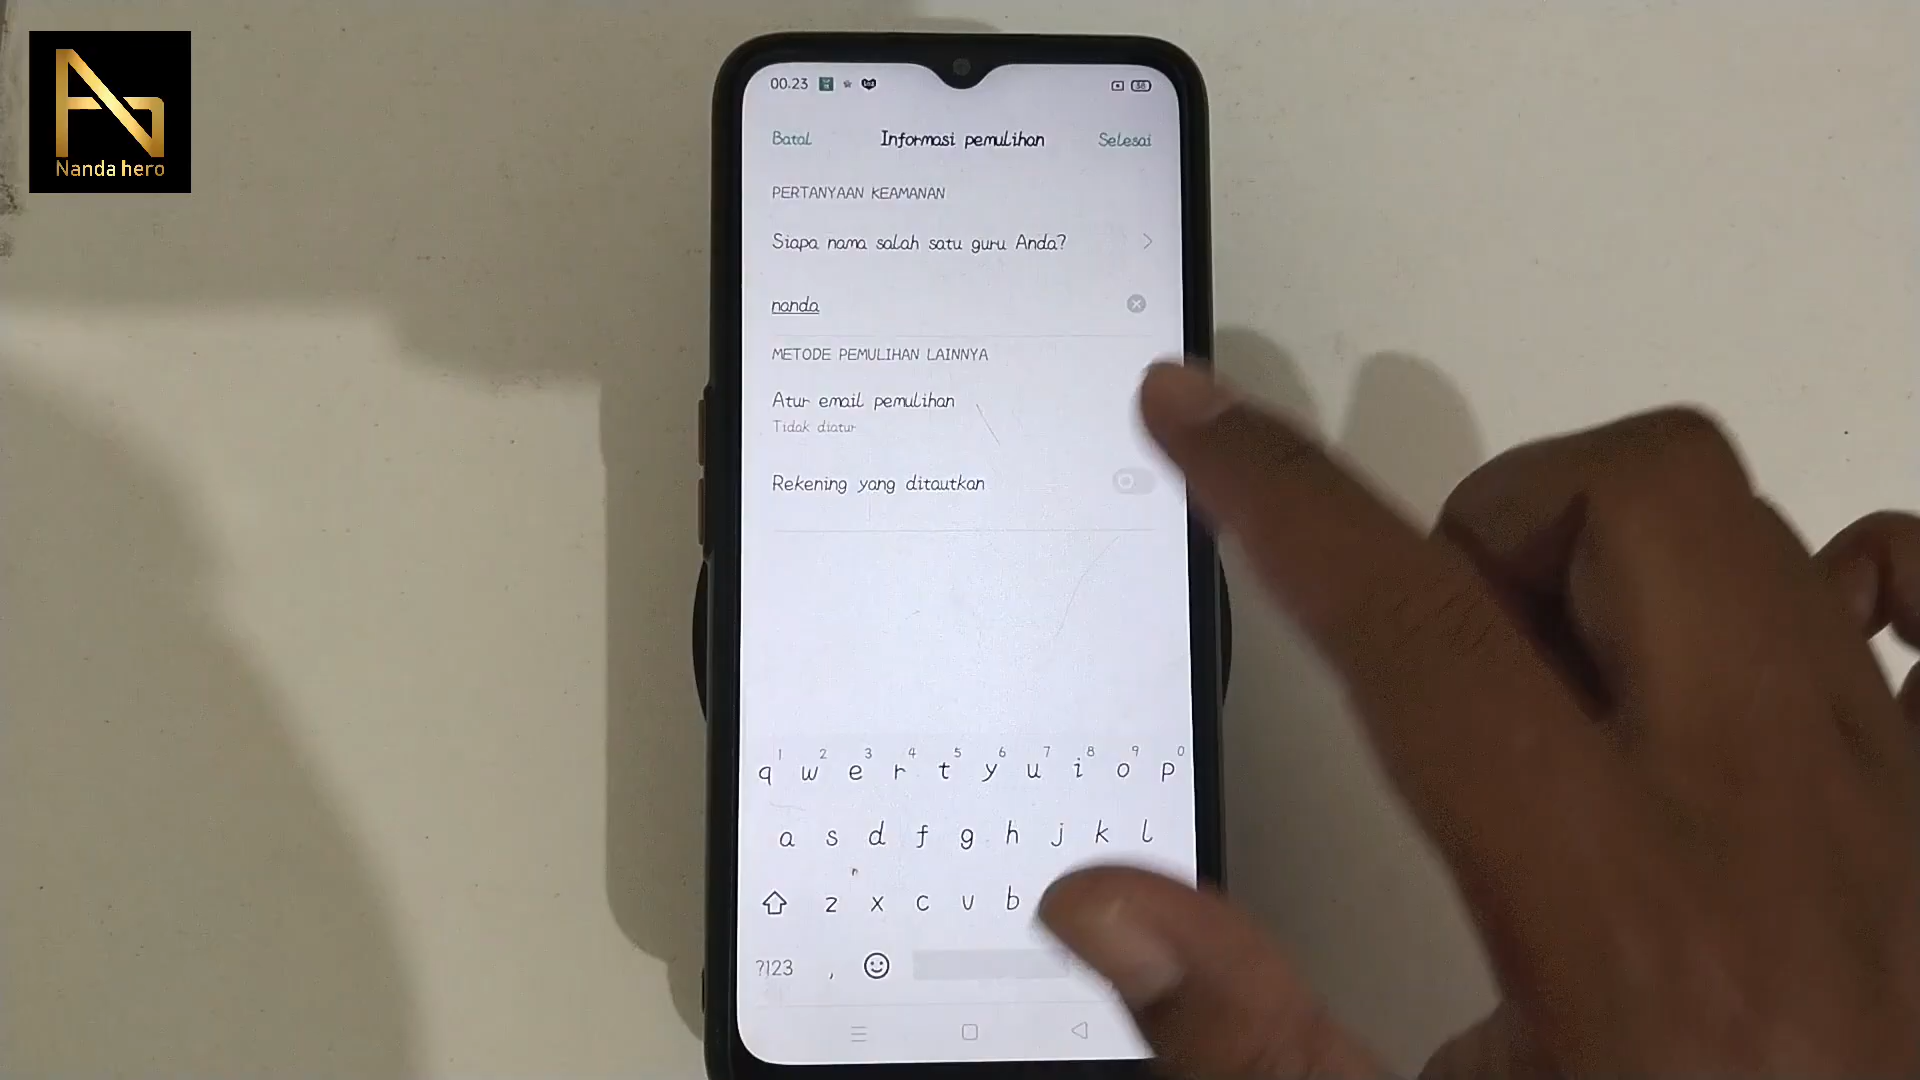 Nanda hero
00.23
38
Batal Informasi pemulihan Selesai
PERTANYAAN KEAMANAN
Siapa nama salah satu guru Anda?
nanda
METODE PEMULIHAN LAINNYA
Atur email pemulihan
Tidak diatur
Rekening yang ditautkan
1 2 3 4 5 6 7 8 9 0
q w e r t y u i o p
a s d f g h j k l
z x c v b
?123 ,